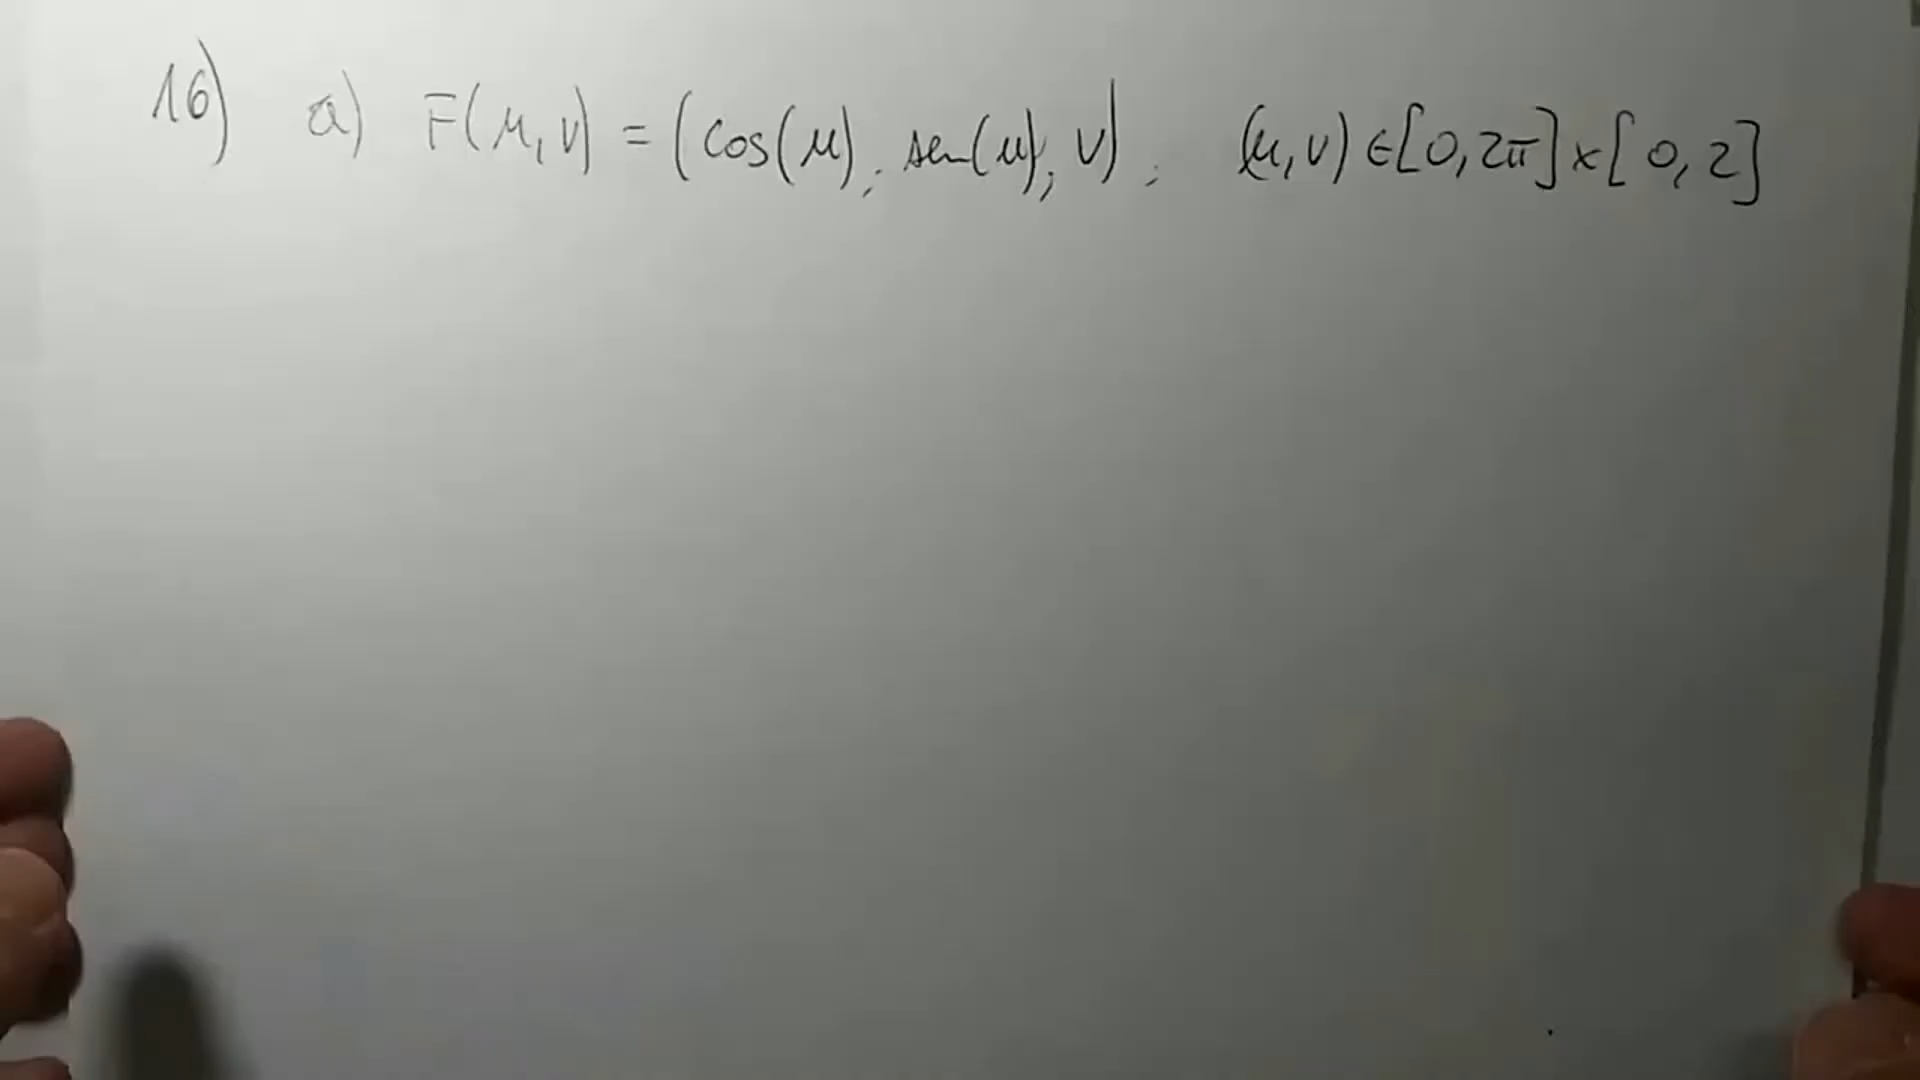 16) a) F(u,v) = (cos(u), sen(u), v), (u,v) ∈ [0,2π] x [0,2]